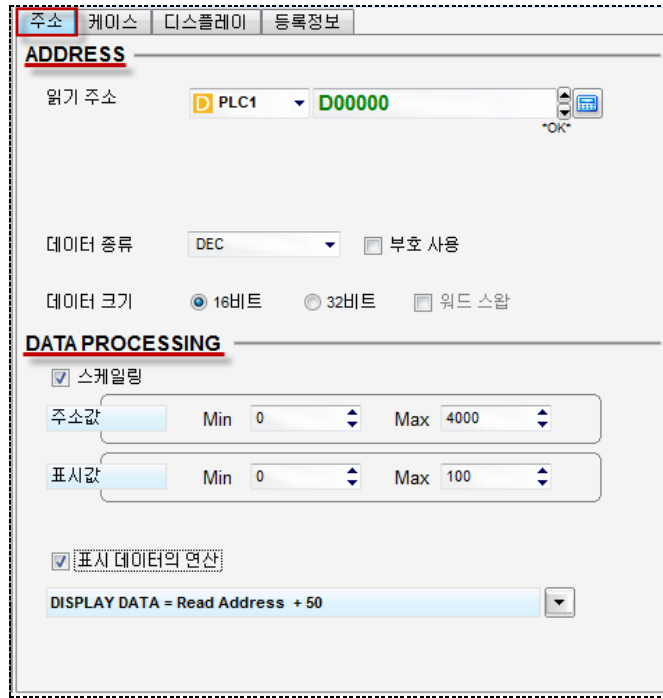 주소 케이스 디스플레이 등록정보
ADDRESS
읽기 주소 D PLC1 D00000
*OK*
데이터 종류 DEC 부호 사용
데이터 크기 16비트 32비트 워드 스왑
DATA PROCESSING
스케일링
주소값 Min 0 Max 4000
표시값 Min 0 Max 100
표시 데이터의 연산
DISPLAY DATA = Read Address + 50